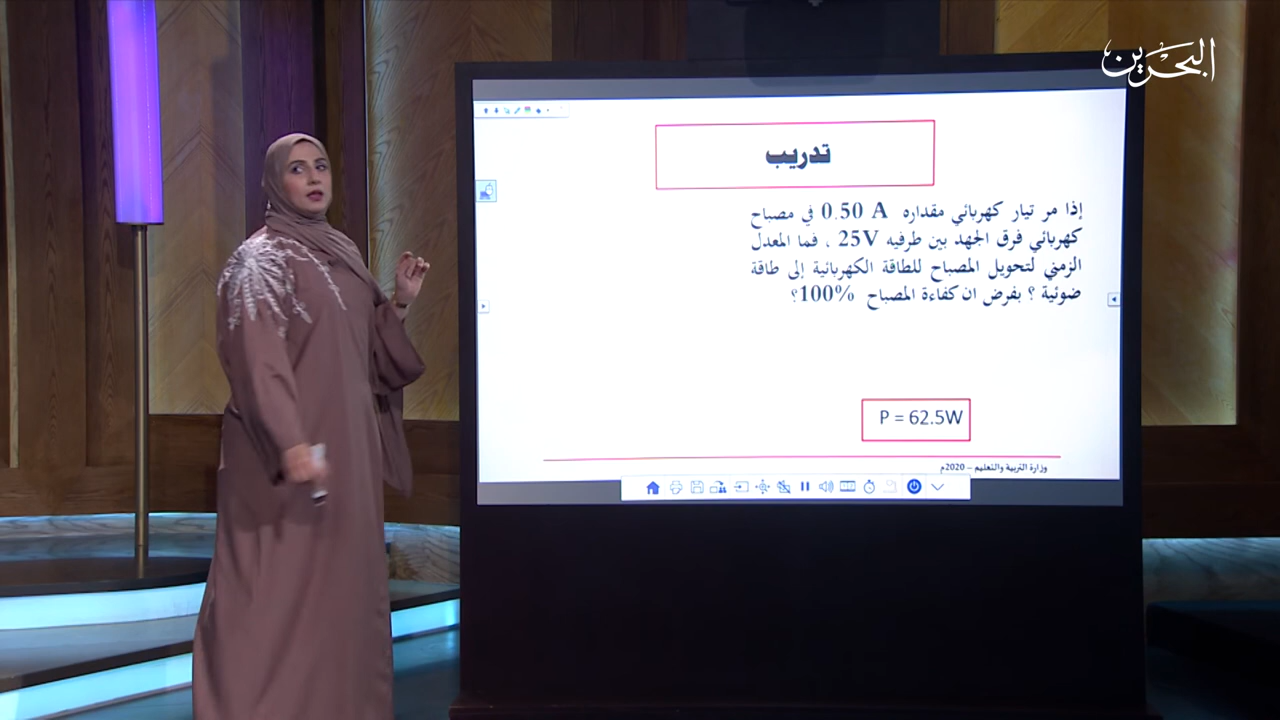 البحرين
تدريب
إذا مر تيار كهربائي مقداره 0.50 A في مصباح
كهربائي فرق الجهد بين طرفيه 25V ، فما المعدل
الزمني لتحويل المصباح للطاقة الكهربائية إلى طاقة
ضوئية ؟ بفرض ان كفاءة المصباح 100% ؟
P = 62.5W
وزارة التربية والتعليم – 2020م